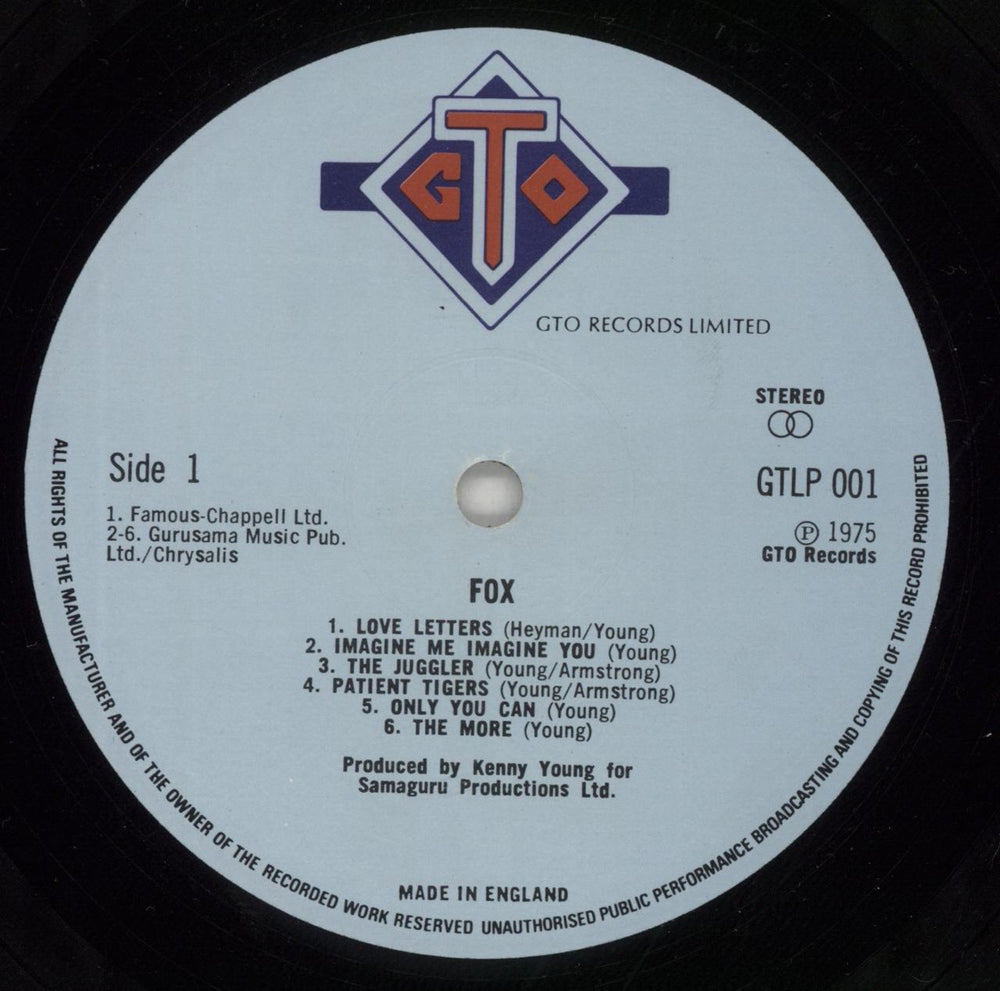 GTO
GTO RECORDS LIMITED
STEREO
Side 1
GTLP 001
1. Famous-Chappell Ltd.
2-6. Gurusama Music Pub.
Ltd./Chrysalis
℗ 1975
GTO Records
FOX
1. LOVE LETTERS (Heyman/Young)
2. IMAGINE ME IMAGINE YOU (Young)
3. THE JUGGLER (Young/Armstrong)
4. PATIENT TIGERS (Young/Armstrong)
5. ONLY YOU CAN (Young)
6. THE MORE (Young)
Produced by Kenny Young for
Samaguru Productions Ltd.
MADE IN ENGLAND
ALL RIGHTS OF THE MANUFACTURER AND OF THE OWNER OF THE RECORDED WORK RESERVED UNAUTHORISED PUBLIC PERFORMANCE BROADCASTING AND COPYING OF THIS RECORD PROHIBITED